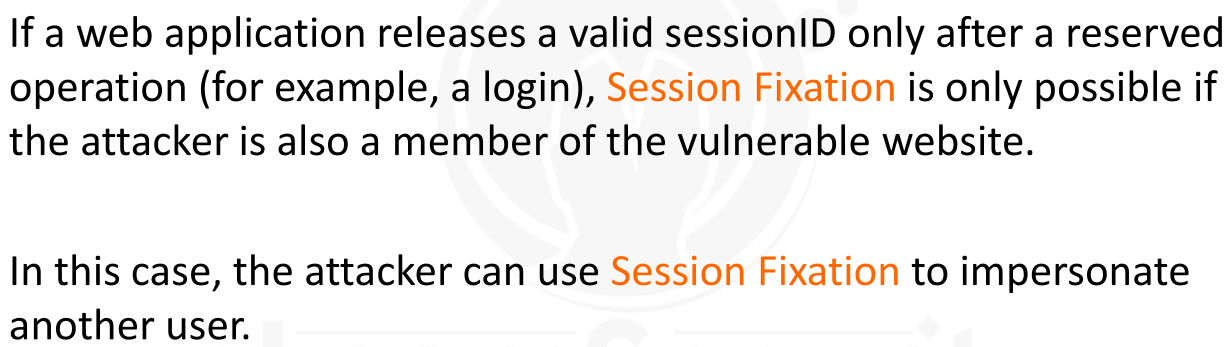 If a web application releases a valid sessionID only after a reserved
operation (for example, a login), Session Fixation is only possible if
the attacker is also a member of the vulnerable website.
In this case, the attacker can use Session Fixation to impersonate
another user.